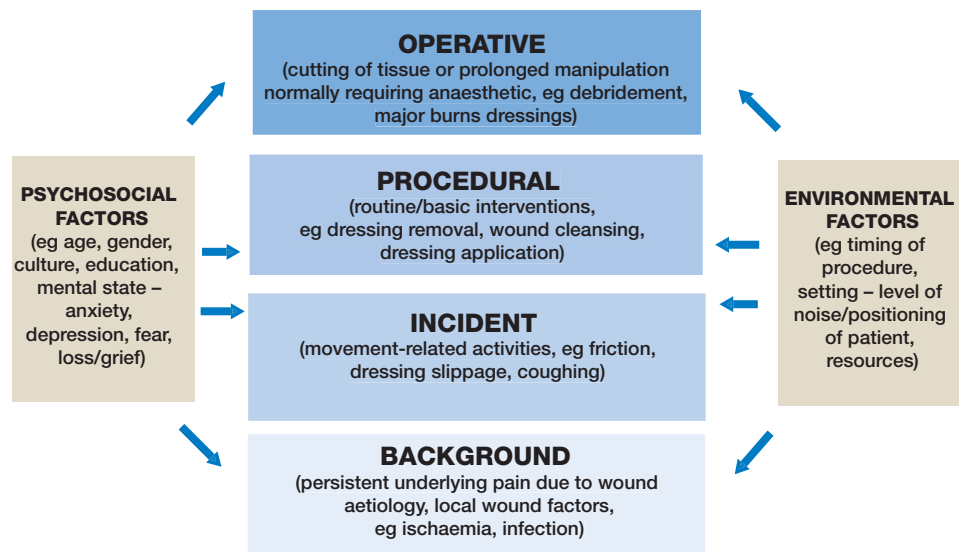 OPERATIVE
(cutting of tissue or prolonged manipulation
normally requiring anaesthetic, eg debridement,
major burns dressings)
PSYCHOSOCIAL
FACTORS
(eg age, gender,
culture, education,
mental state –
anxiety,
depression, fear,
loss/grief)
PROCEDURAL
(routine/basic interventions,
eg dressing removal, wound cleansing,
dressing application)
INCIDENT
(movement-related activities, eg friction,
dressing slippage, coughing)
BACKGROUND
(persistent underlying pain due to wound
aetiology, local wound factors,
eg ischaemia, infection)
ENVIRONMENTAL
FACTORS
(eg timing of
procedure,
setting – level of
noise/positioning
of patient,
resources)